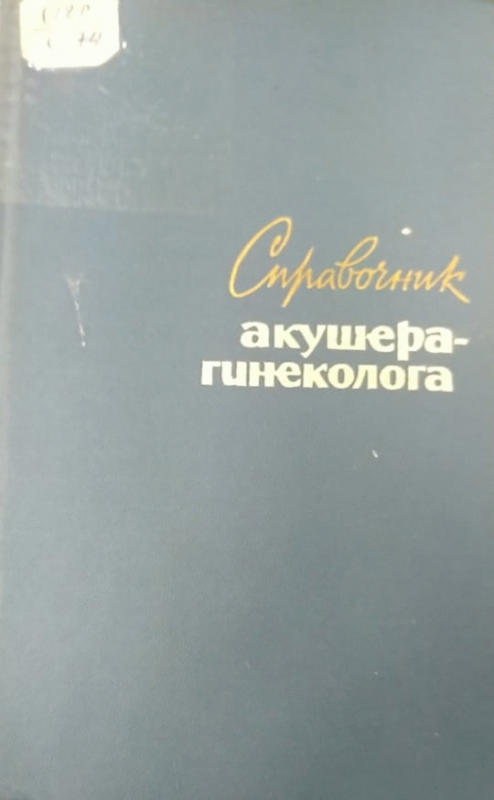 Справочник
акушера-
гинеколога